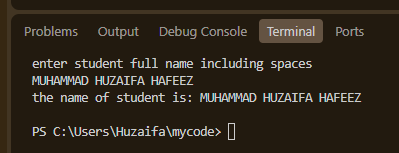 Problems Output Debug Console Terminal Ports
enter student full name including spaces
MUHAMMAD HUZAIFA HAFEEZ
the name of student is: MUHAMMAD HUZAIFA HAFEEZ
PS C:\Users\Huzaifa\mycode>